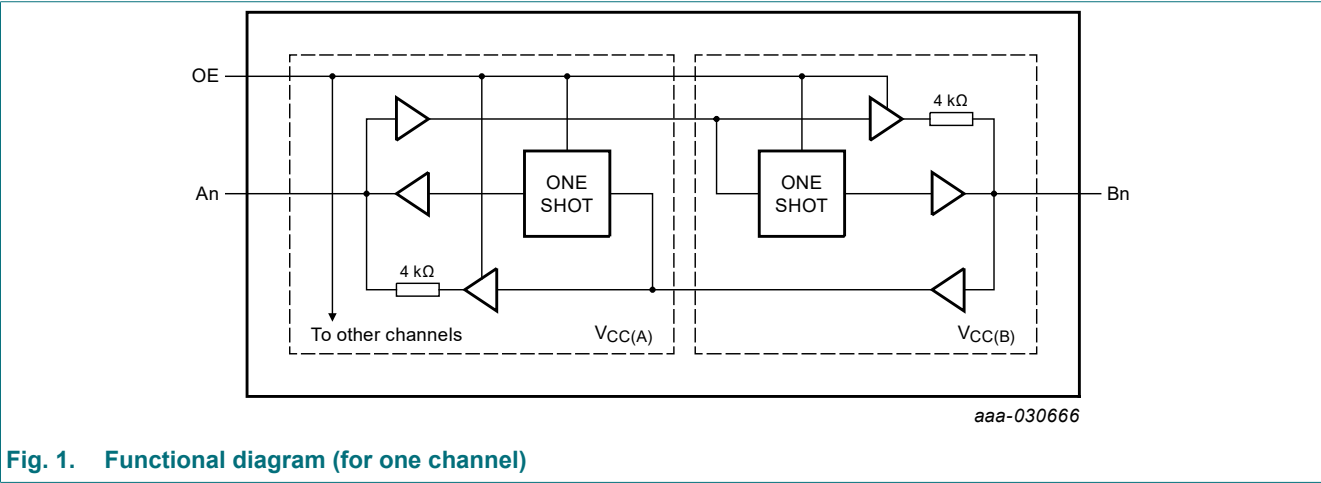 OE
4 kΩ
An
ONE
SHOT
ONE
SHOT
Bn
4 kΩ
To other channels
VCC(A)
VCC(B)
aaa-030666
Fig. 1. Functional diagram (for one channel)